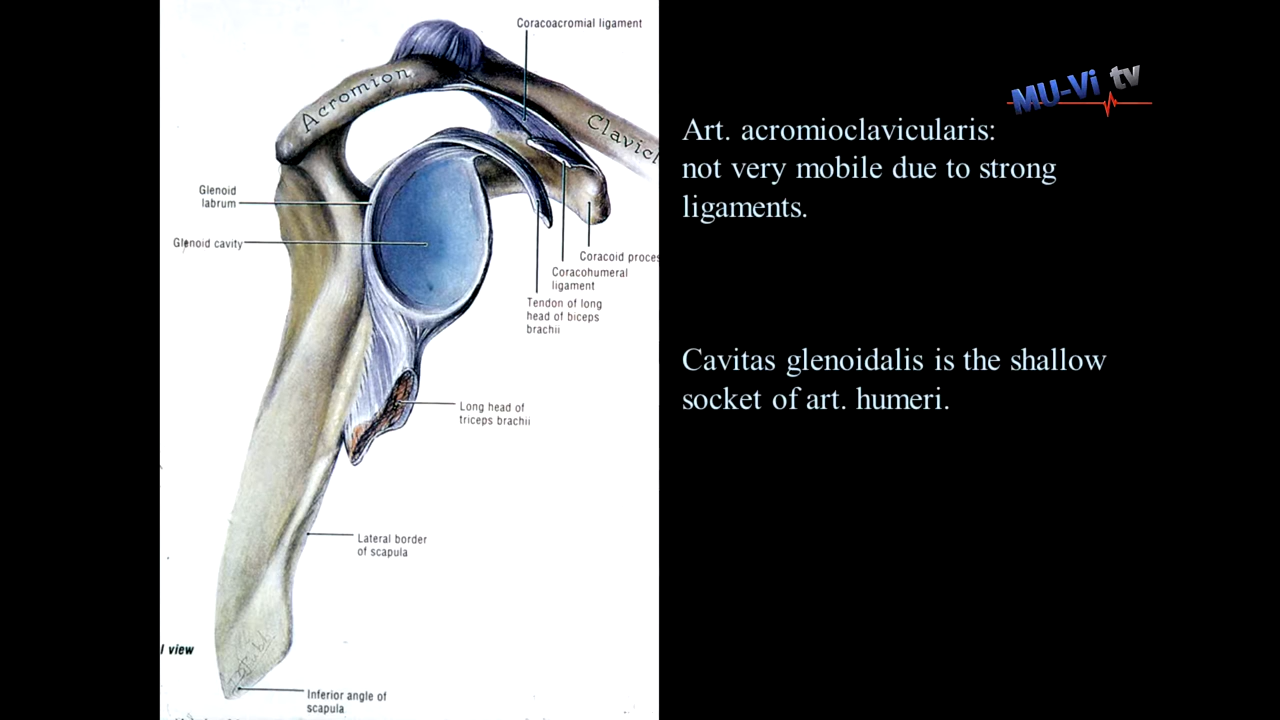 Coracoacromial ligament
MU-Vi tv
Acromion
Clavicl
Art. acromioclavicularis:
not very mobile due to strong
ligaments.
Glenoid
labrum
Glenoid cavity
Coracoid proces
Coracohumeral
ligament
Tendon of long
head of biceps
brachii
Cavitas glenoidalis is the shallow
socket of art. humeri.
Long head of
triceps brachii
Lateral border
of scapula
l view
Inferior angle of
scapula